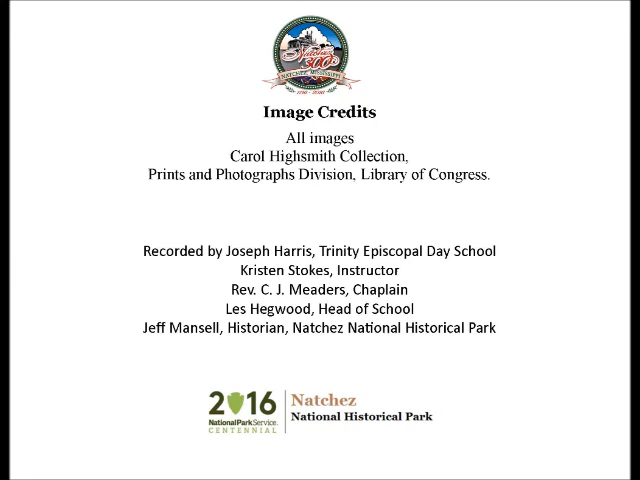 Natchez
300
NATCHEZ, MISSISSIPPI
1716 - 2016
Image Credits
All images
Carol Highsmith Collection,
Prints and Photographs Division, Library of Congress.
Recorded by Joseph Harris, Trinity Episcopal Day School
Kristen Stokes, Instructor
Rev. C. J. Meaders, Chaplain
Les Hegwood, Head of School
Jeff Mansell, Historian, Natchez National Historical Park
2016
National Park Service®
CENTENNIAL
Natchez
National Historical Park